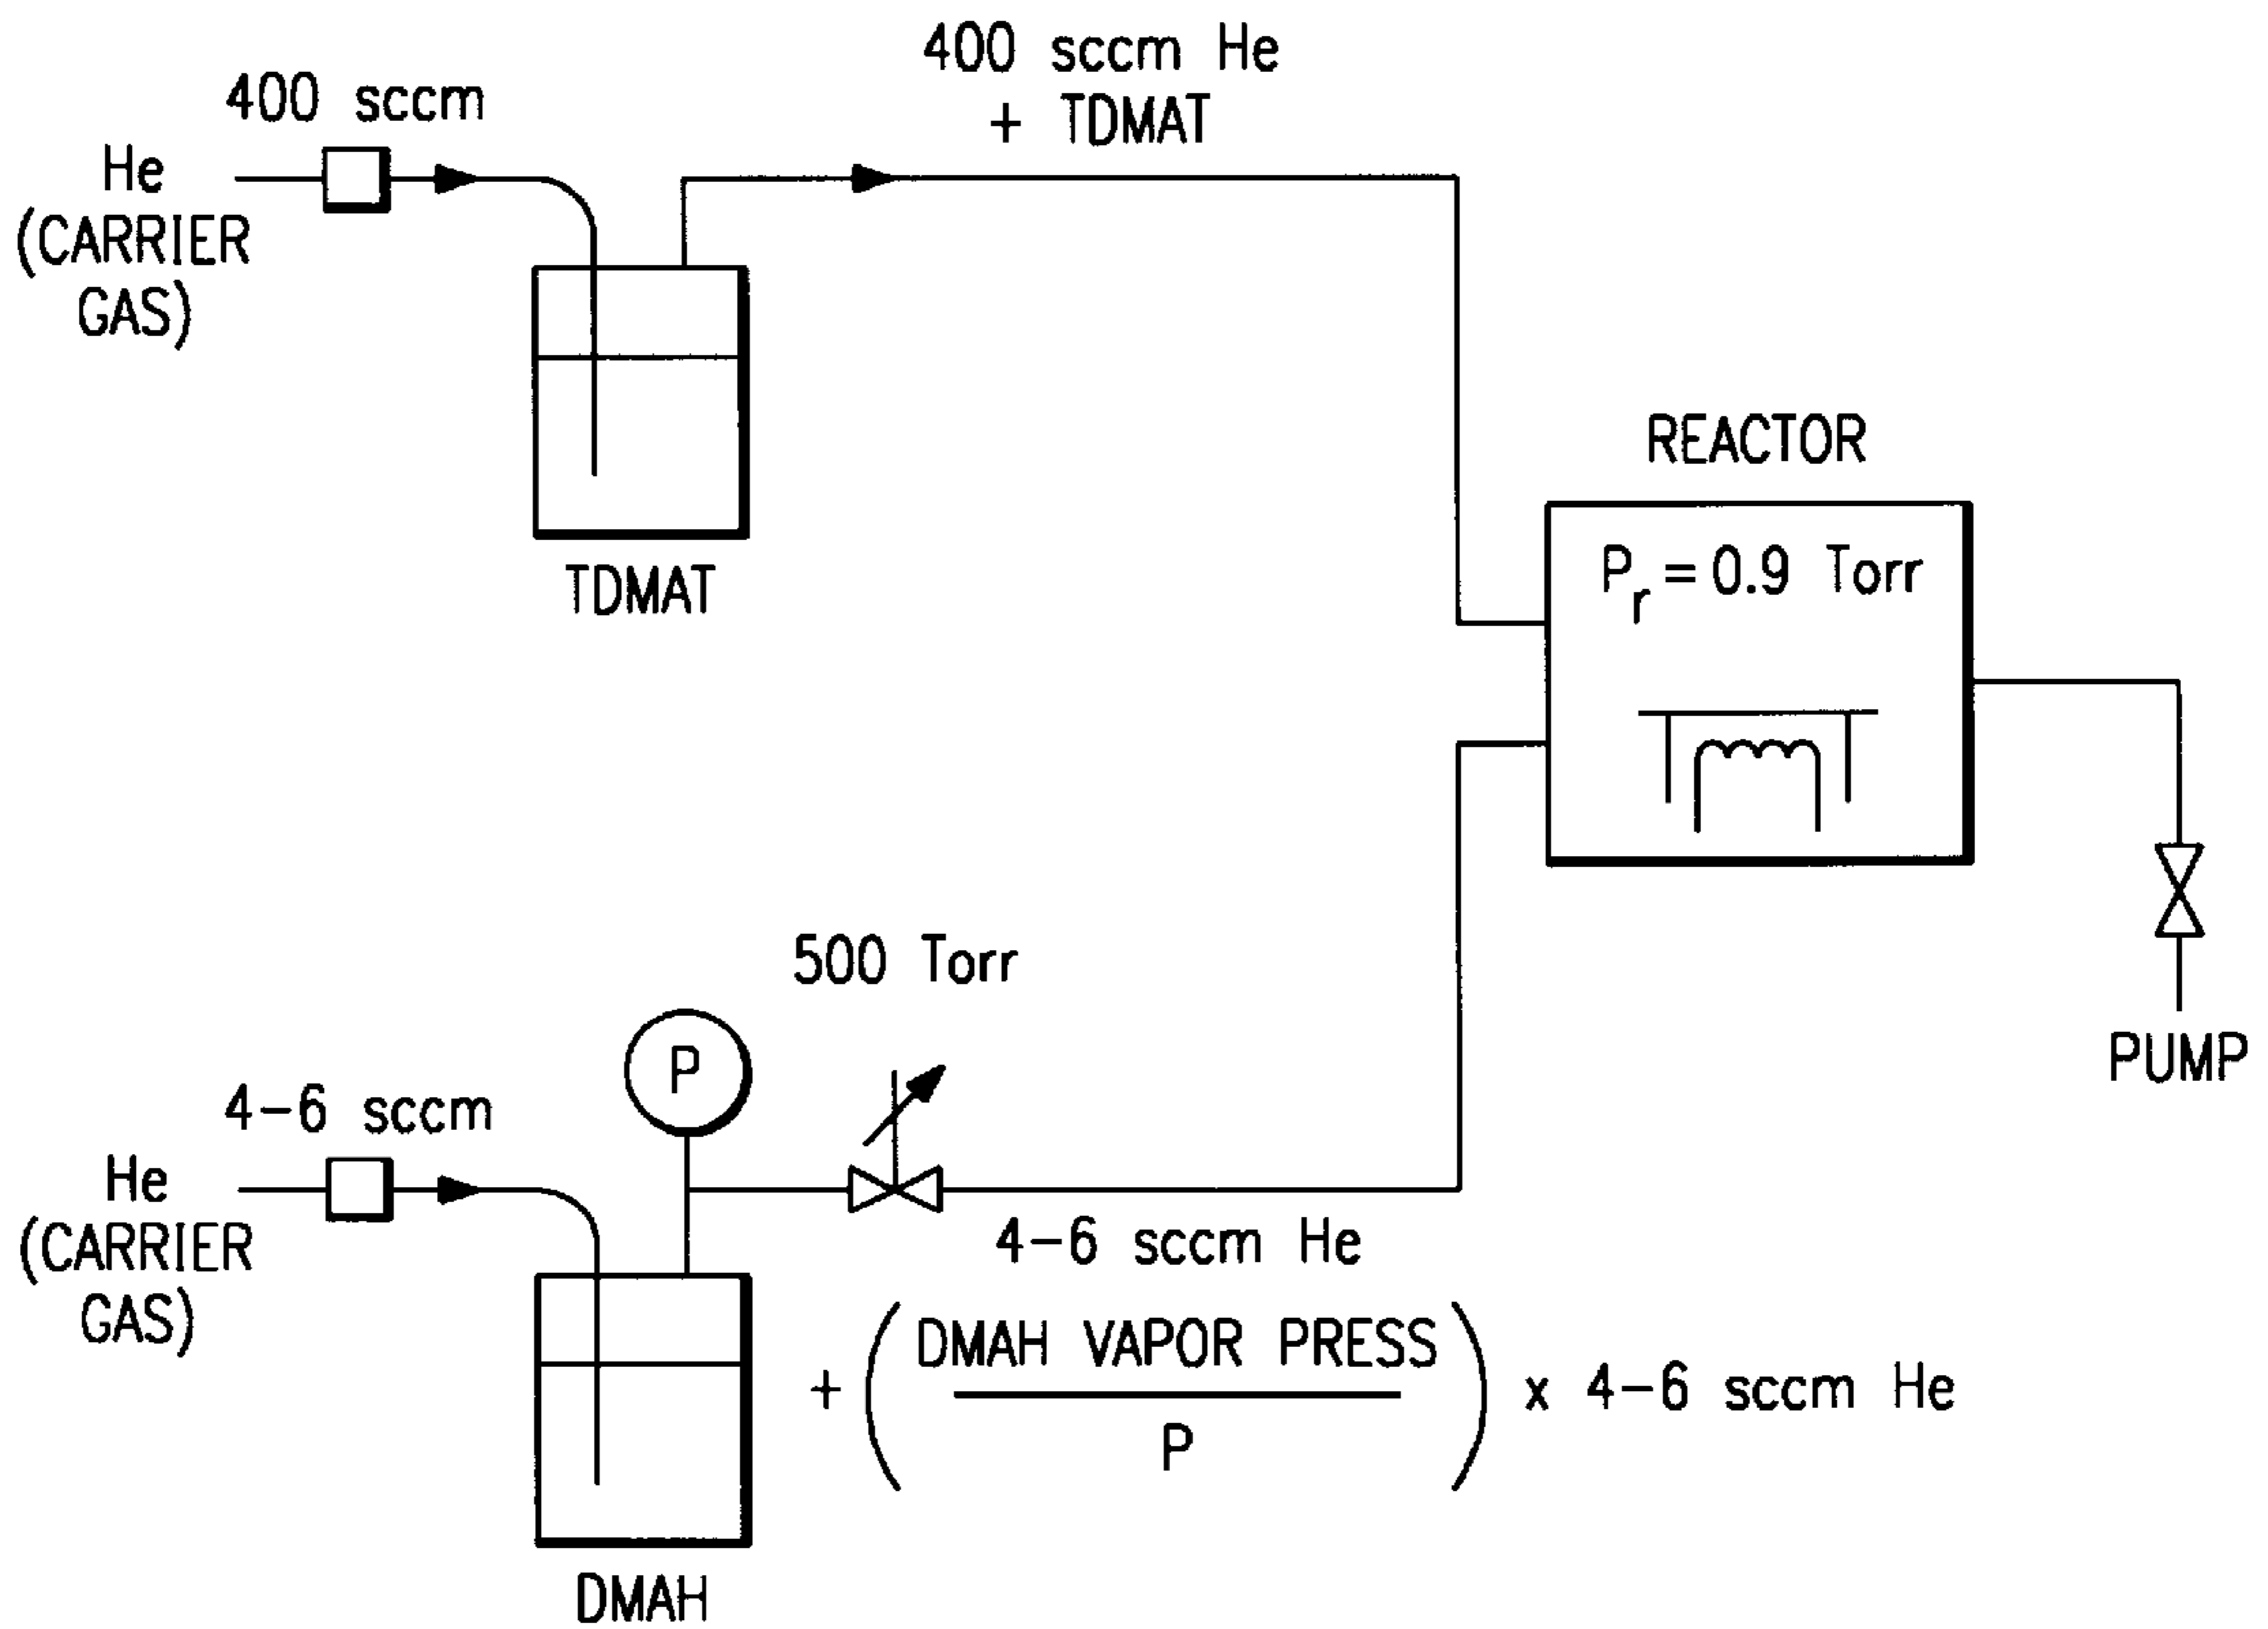 400 sccm He
+ TDMAT
400 sccm
He
(CARRIER
GAS)
TDMAT
REACTOR
Pr = 0.9 Torr
PUMP
500 Torr
P
4-6 sccm
He
(CARRIER
GAS)
DMAH
4-6 sccm He
+ (DMAH VAPOR PRESS
P) x 4-6 sccm He